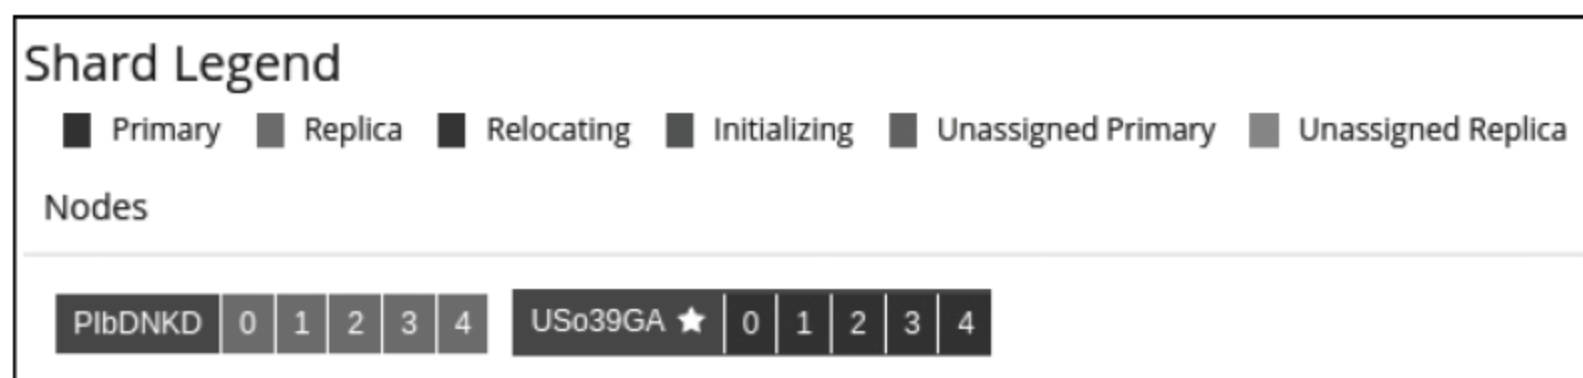 Shard Legend
Primary Replica Relocating Initializing Unassigned Primary Unassigned Replica
Nodes
PIbDNKD 0 1 2 3 4 USo39GA ★ 0 1 2 3 4